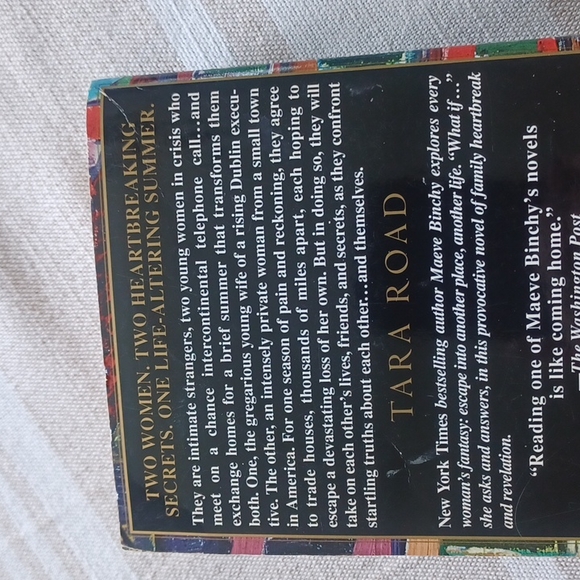 TWO WOMEN. TWO HEARTBREAKING
SECRETS. ONE LIFE-ALTERING SUMMER.
They are intimate strangers, two young women in crisis who
meet on a chance intercontinental telephone call...and
exchange homes for a brief summer that transforms them
both. One, the gregarious young wife of a rising Dublin execu-
tive. The other, an intensely private woman from a small town
in America. For one season of pain and reckoning, they agree
to trade houses, thousands of miles apart, each hoping to
escape a devastating loss of her own. But in doing so, they will
take on each other's lives, friends, and secrets, as they confront
startling truths about each other...and themselves.
TARA ROAD
New York Times bestselling author Maeve Binchy explores every
woman's fantasy: escape into another place, another life. "What if..."
she asks and answers, in this provocative novel of family heartbreak
and revelation.
"Reading one of Maeve Binchy's novels
is like coming home."
The Washington Post